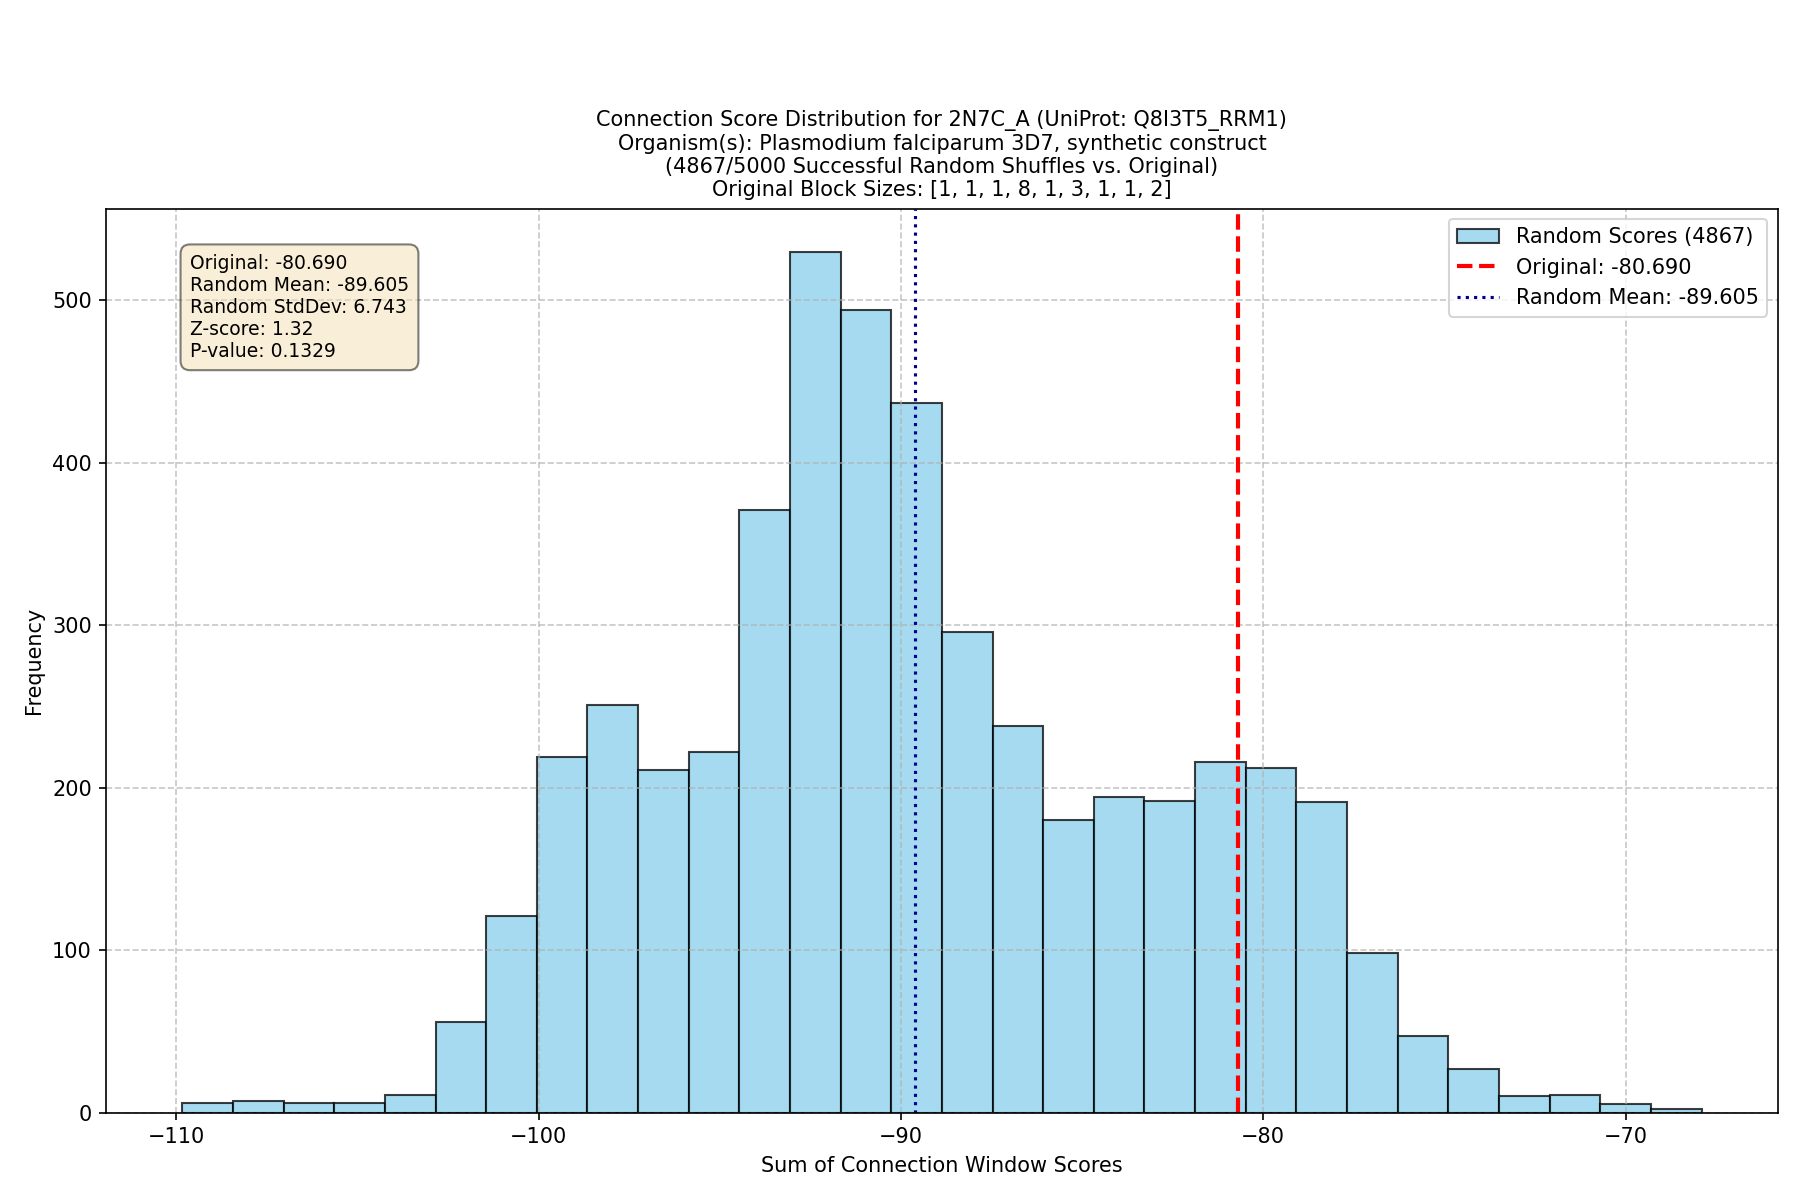 Connection Score Distribution for 2N7C_A (UniProt: Q8I3T5_RRM1)
Organism(s): Plasmodium falciparum 3D7, synthetic construct
(4867/5000 Successful Random Shuffles vs. Original)
Original Block Sizes: [1, 1, 1, 8, 1, 3, 1, 1, 2]
Original: -80.690
Random Mean: -89.605
Random StdDev: 6.743
Z-score: 1.32
P-value: 0.1329
Random Scores (4867)
Original: -80.690
Random Mean: -89.605
Frequency
500
400
300
200
100
0
−110
−100
−90
−80
−70
Sum of Connection Window Scores